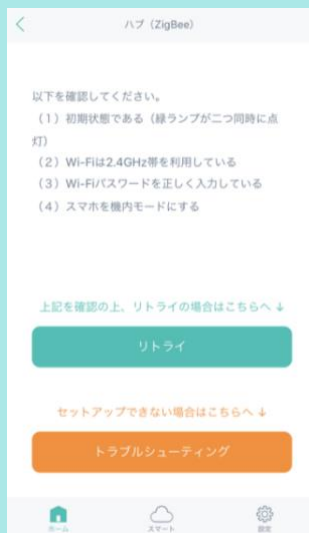 ハブ（ZigBee）
以下を確認してください。
（1）初期状態である（緑ランプが二つ同時に点
灯）
（2）Wi-Fiは2.4GHz帯を利用している
（3）Wi-Fiパスワードを正しく入力している
（4）スマホを機内モードにする
上記を確認の上、リトライの場合はこちらへ ↓
リトライ
セットアップできない場合はこちらへ ↓
トラブルシューティング
ホーム スマート 設定